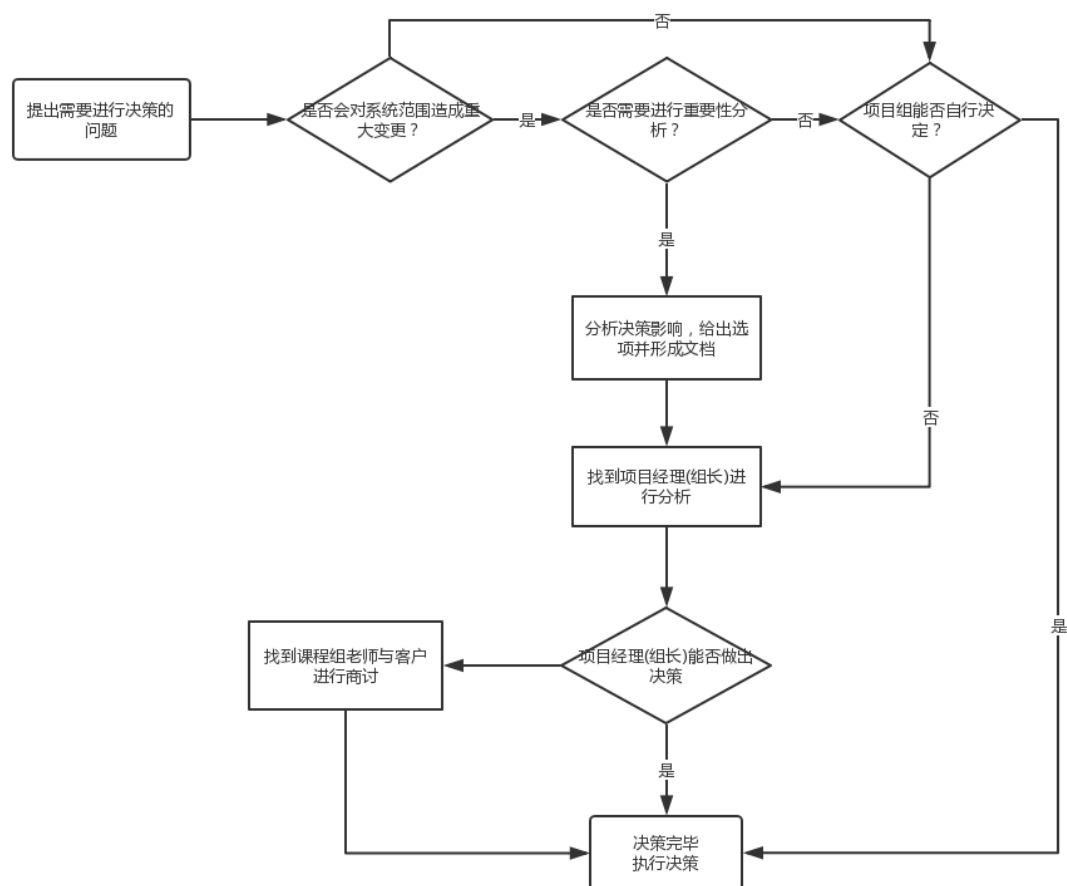 否
提出需要进行决策的
问题
是否会对系统范围造成重
大变更？
是
是否需要进行重要性分
析？
否
项目组能否自行决
定？
是
分析决策影响，给出选
项并形成文档
否
找到项目经理(组长)进
行分析
是
找到课程组老师与客户
进行商讨
项目经理(组长)能否做出
决策
是
决策完毕
执行决策